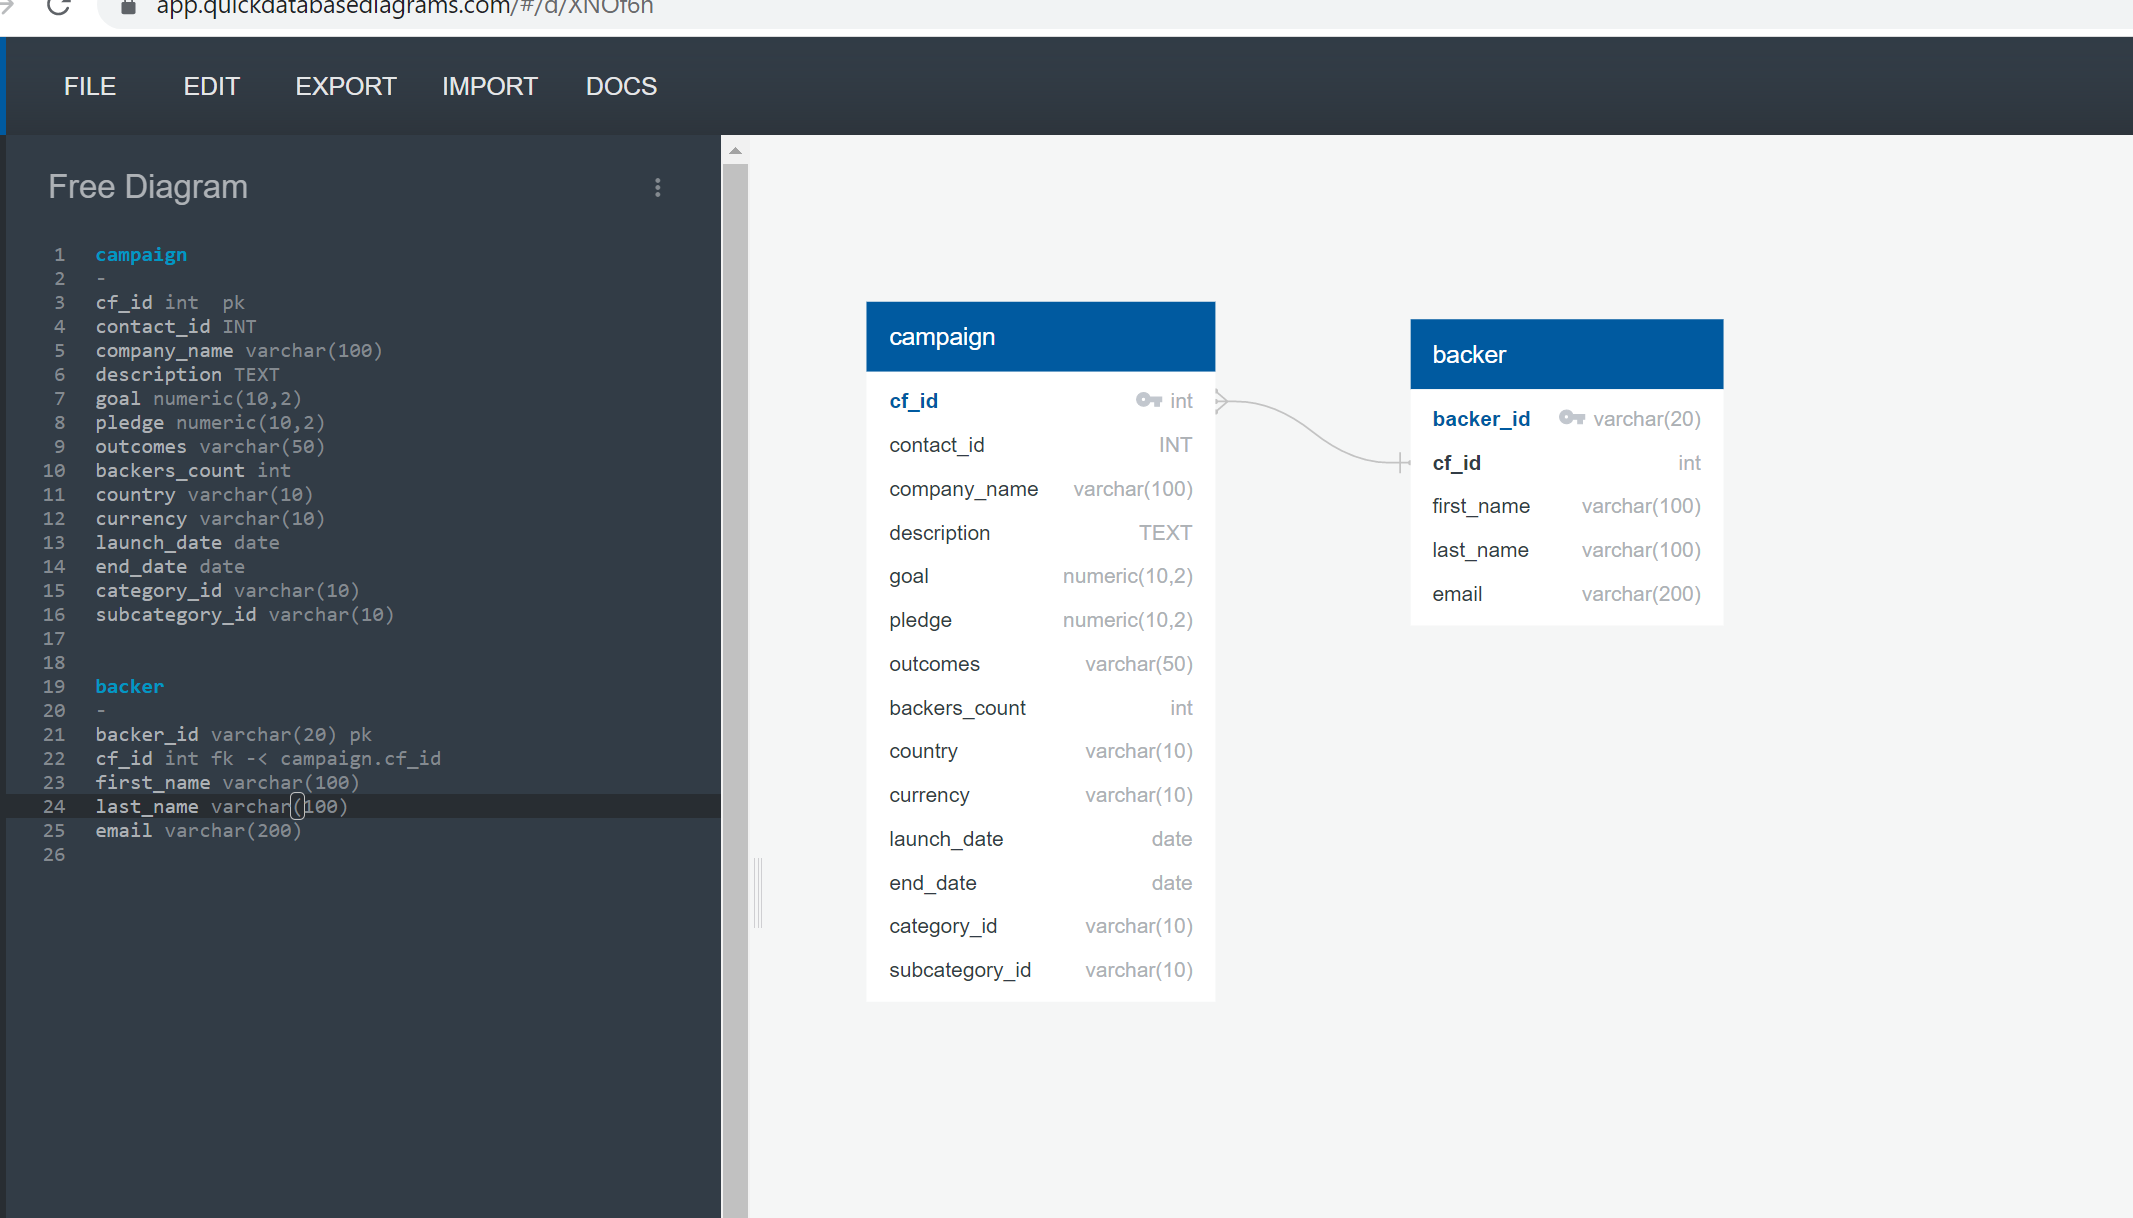 app.quickdatabasediagrams.com/#/d/XNOf6n
FILE EDIT EXPORT IMPORT DOCS
Free Diagram
1 campaign
2 -
3 cf_id int  pk
4 contact_id INT
5 company_name varchar(100)
6 description TEXT
7 goal numeric(10,2)
8 pledge numeric(10,2)
9 outcomes varchar(50)
10 backers_count int
11 country varchar(10)
12 currency varchar(10)
13 launch_date date
14 end_date date
15 category_id varchar(10)
16 subcategory_id varchar(10)
17
18
19 backer
20 -
21 backer_id varchar(20) pk
22 cf_id int fk -< campaign.cf_id
23 first_name varchar(100)
24 last_name varchar(100)
25 email varchar(200)
26
campaign
cf_id int
contact_id INT
company_name varchar(100)
description TEXT
goal numeric(10,2)
pledge numeric(10,2)
outcomes varchar(50)
backers_count int
country varchar(10)
currency varchar(10)
launch_date date
end_date date
category_id varchar(10)
subcategory_id varchar(10)
backer
backer_id varchar(20)
cf_id int
first_name varchar(100)
last_name varchar(100)
email varchar(200)